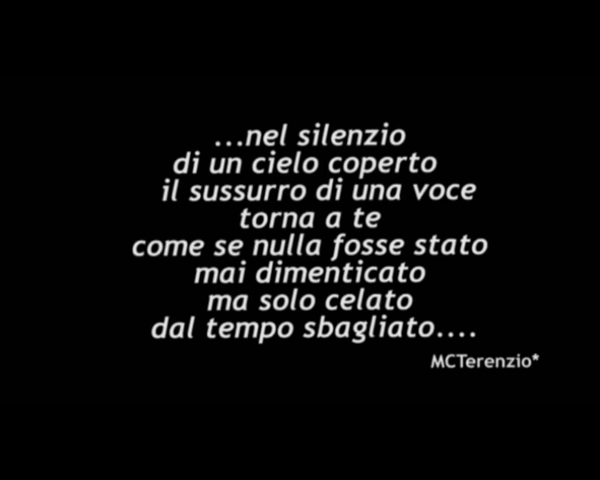 ...nel silenzio
di un cielo coperto
il sussurro di una voce
torna a te
come se nulla fosse stato
mai dimenticato
ma solo celato
dal tempo sbagliato....
MCTerenzio*